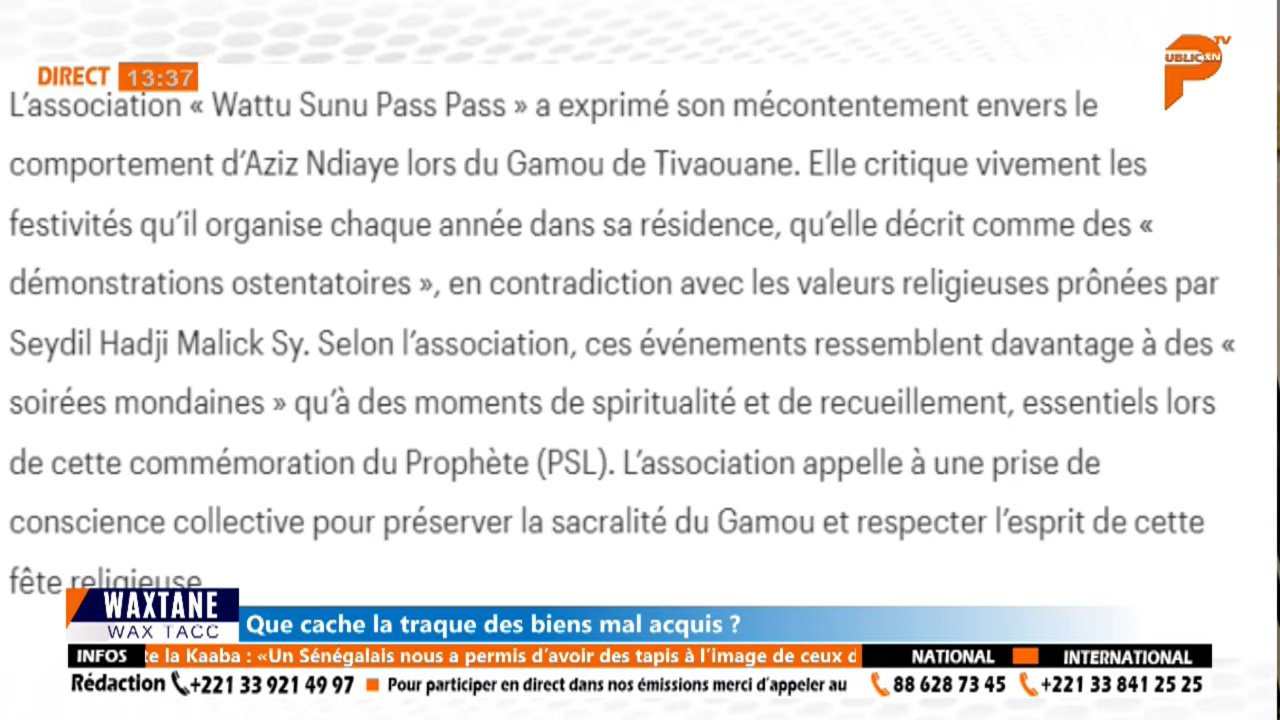 DIRECT 13:37
PUBLICSN TV
L'association « Wattu Sunu Pass Pass » a exprimé son mécontentement envers le
comportement d'Aziz Ndiaye lors du Gamou de Tivaouane. Elle critique vivement les
festivités qu'il organise chaque année dans sa résidence, qu'elle décrit comme des «
démonstrations ostentatoires », en contradiction avec les valeurs religieuses prônées par
Seydil Hadji Malick Sy. Selon l'association, ces événements ressemblent davantage à des «
soirées mondaines » qu'à des moments de spiritualité et de recueillement, essentiels lors
de cette commémoration du Prophète (PSL). L'association appelle à une prise de
conscience collective pour préserver la sacralité du Gamou et respecter l'esprit de cette
fête religieuse
WAXTANE
WAX TACC
Que cache la traque des biens mal acquis ?
INFOS te la Kaaba : «Un Sénégalais nous a permis d'avoir des tapis à l'image de ceux d NATIONAL INTERNATIONAL
Rédaction +221 33 921 49 97 Pour participer en direct dans nos émissions merci d'appeler au 88 628 73 45 +221 33 841 25 25